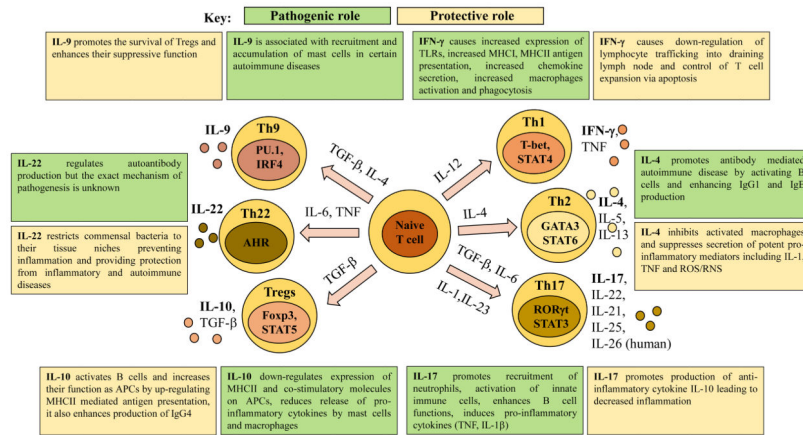 Key: Pathogenic role Protective role
IL-9 promotes the survival of Tregs and
enhances their suppressive function
IL-9 is associated with recruitment and
accumulation of mast cells in certain
autoimmune diseases
IFN-γ causes increased expression of
TLRs, increased MHCI, MHCII antigen
presentation, increased chemokine
secretion, increased macrophages
activation and phagocytosis
IFN-γ causes down-regulation of
lymphocyte trafficking into draining
lymph node and control of T cell
expansion via apoptosis
IL-22 regulates autoantibody
production but the exact mechanism of
pathogenesis is unknown
IL-22 restricts commensal bacteria to
their tissue niches preventing
inflammation and providing protection
from inflammatory and autoimmune
diseases
IL-9
Th9
PU.1,
IRF4
TGF-β, IL-4
IL-22
Th22
AHR
IL-6, TNF
IL-10,
TGF-β
Tregs
Foxp3,
STAT5
TGF-β
Naive
T cell
IL-12
Th1
T-bet,
STAT4
IFN-γ,
TNF
IL-4
Th2
GATA3
STAT6
IL-4,
IL-5,
IL-13
TGF-β, IL-6
IL-1,IL-23
Th17
RORγt
STAT3
IL-17,
IL-22,
IL-21,
IL-25,
IL-26 (human)
IL-4 promotes antibody mediated
autoimmune disease by activating B
cells and enhancing IgG1 and IgE
production
IL-4 inhibits activated macrophages
and suppresses secretion of potent pro-
inflammatory mediators including IL-1,
TNF and ROS/RNS
IL-10 activates B cells and increases
their function as APCs by up-regulating
MHCII mediated antigen presentation,
it also enhances production of IgG4
IL-10 down-regulates expression of
MHCII and co-stimulatory molecules
on APCs, reduces release of pro-
inflammatory cytokines by mast cells
and macrophages
IL-17 promotes recruitment of
neutrophils, activation of innate
immune cells, enhances B cell
functions, induces pro-inflammatory
cytokines (TNF, IL-1β)
IL-17 promotes production of anti-
inflammatory cytokine IL-10 leading to
decreased inflammation